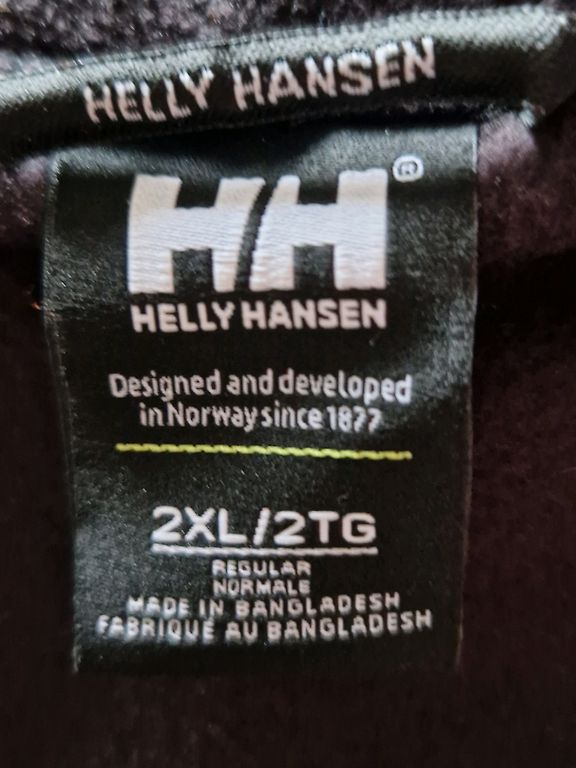 HELLY HANSEN
HH®
HELLY HANSEN
Designed and developed
in Norway since 1877
2XL/2TG
REGULAR
NORMALE
MADE IN BANGLADESH
FABRIQUÉ AU BANGLADESH